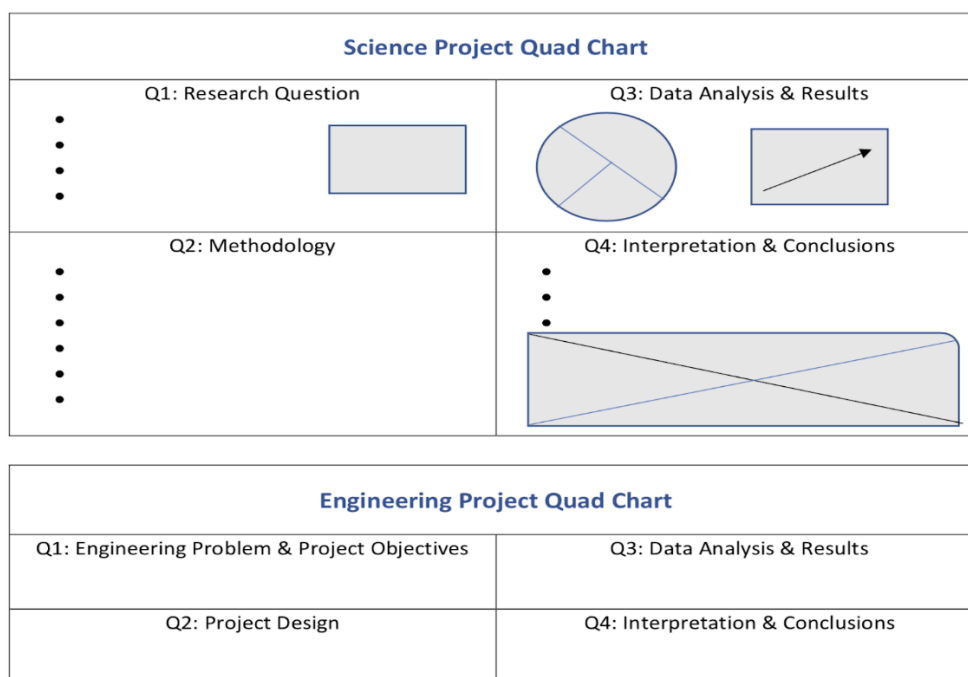 Science Project Quad Chart
Q1: Research Question
Q3: Data Analysis & Results
Q2: Methodology
Q4: Interpretation & Conclusions
Engineering Project Quad Chart
Q1: Engineering Problem & Project Objectives
Q3: Data Analysis & Results
Q2: Project Design
Q4: Interpretation & Conclusions